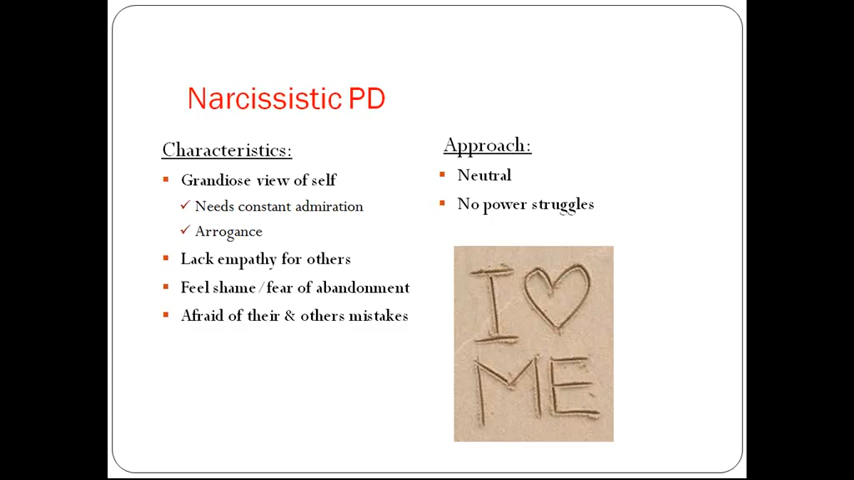 Narcissistic PD
Characteristics:
Grandiose view of self
Needs constant admiration
Arrogance
Lack empathy for others
Feel shame/fear of abandonment
Afraid of their & others mistakes
Approach:
Neutral
No power struggles
I ♡
ME